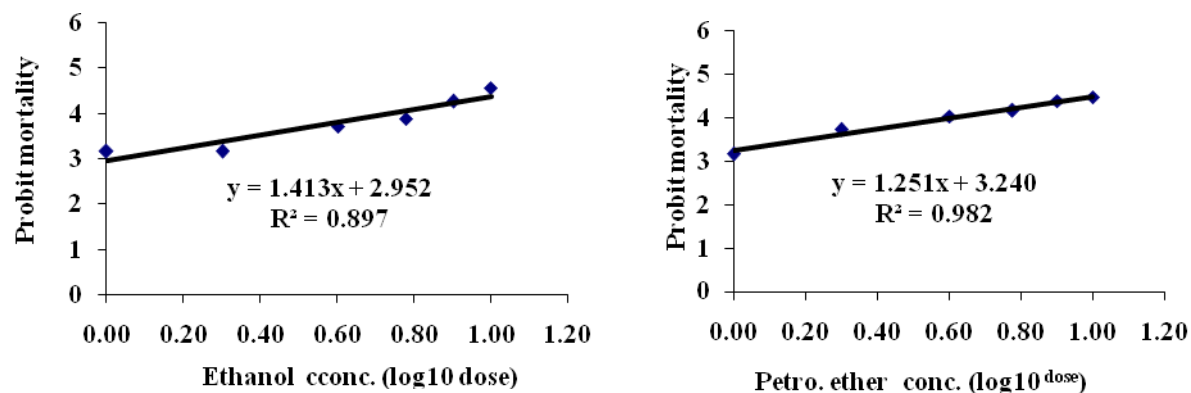 Probit mortality
6
5
4
3
2
1
0
y = 1.413x + 2.952
R² = 0.897
0.00 0.20 0.40 0.60 0.80 1.00 1.20
Ethanol cconc. (log10 dose)
Probit mortality
6
5
4
3
2
1
0
y = 1.251x + 3.240
R² = 0.982
0.00 0.20 0.40 0.60 0.80 1.00 1.20
Petro. ether conc. (log10 dose)